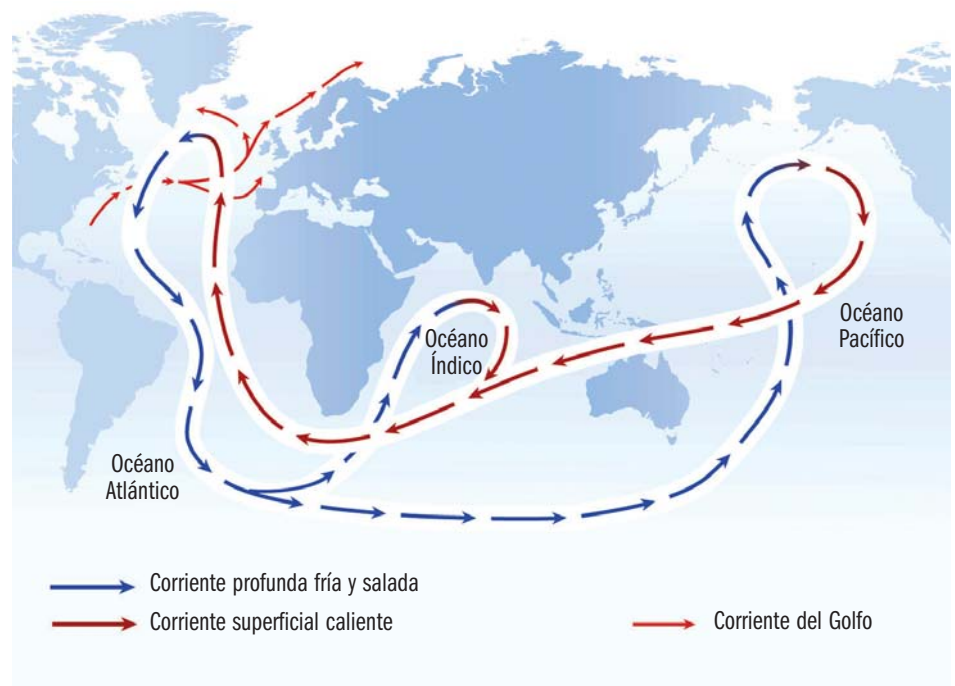 Océano
Pacífico
Océano
Índico
Océano
Atlántico
Corriente profunda fría y salada
Corriente superficial caliente
Corriente del Golfo